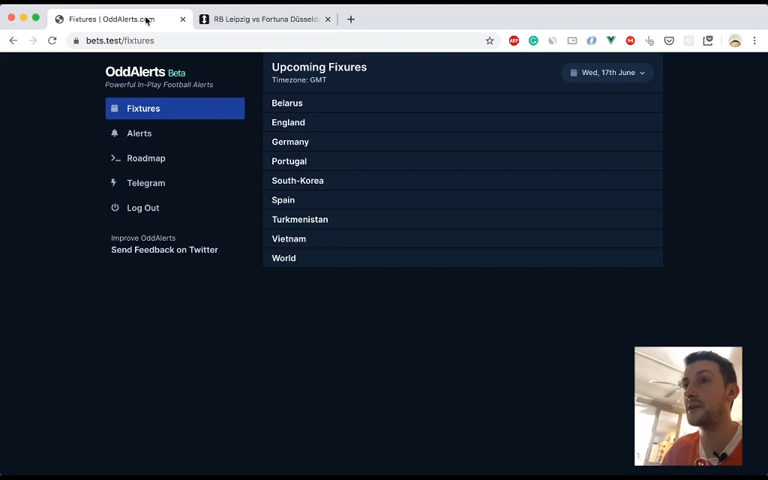 Fixtures | OddAlerts.com
RB Leipzig vs Fortuna Düsseld
bets.test/fixtures
OddAlerts Beta
Powerful In-Play Football Alerts
Fixtures
Alerts
Roadmap
Telegram
Log Out
Improve OddAlerts
Send Feedback on Twitter
Upcoming Fixures
Timezone: GMT
Wed, 17th June
Belarus
England
Germany
Portugal
South-Korea
Spain
Turkmenistan
Vietnam
World